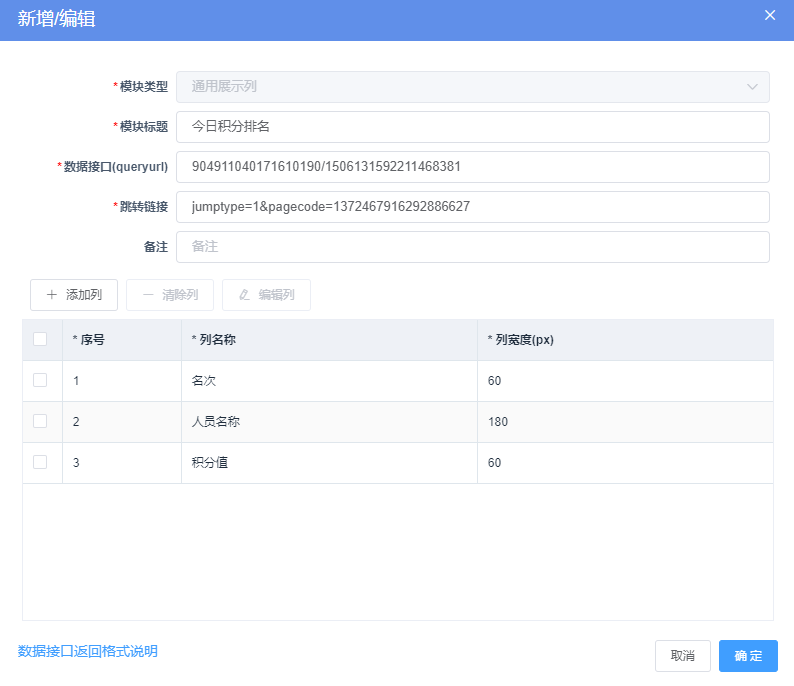 新增/编辑
*模块类型 通用展示列
*模块标题 今日积分排名
*数据接口(queryurl) 904911040171610190/1506131592211468381
*跳转链接 jumptype=1&pagecode=1372467916292886627
备注 备注
添加列 清除列 编辑列
* 序号 * 列名称 * 列宽度(px)
1 名次 60
2 人员名称 180
3 积分值 60
数据接口返回格式说明
取消 确定